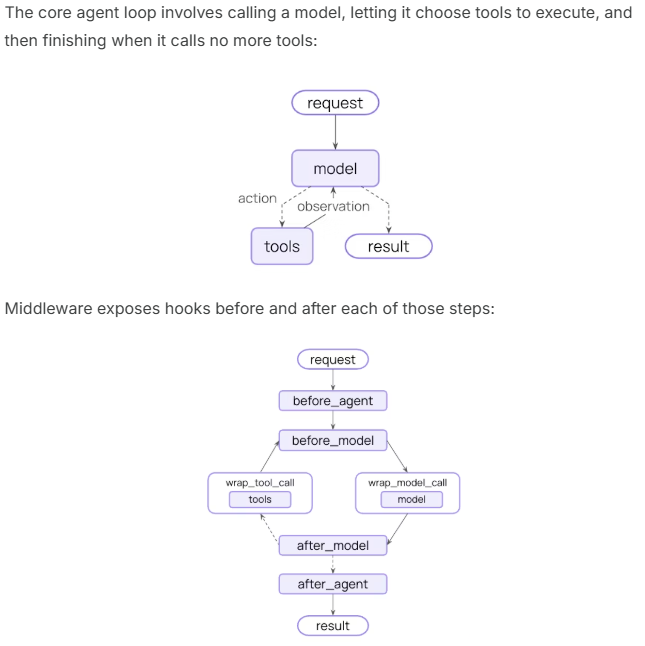 The core agent loop involves calling a model, letting it choose tools to execute, and
then finishing when it calls no more tools:
request
model
action
observation
tools
result
Middleware exposes hooks before and after each of those steps:
request
before_agent
before_model
wrap_tool_call
wrap_model_call
tools
model
after_model
after_agent
result